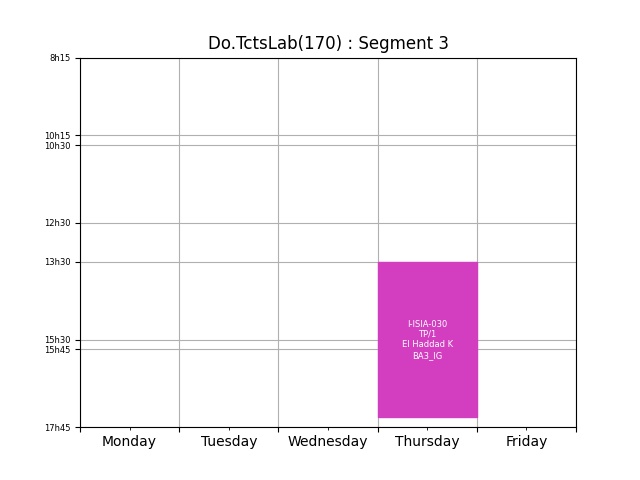 Do.TctsLab(170) : Segment 3
8h15
10h15
10h30
12h30
13h30
15h30
15h45
17h45
I-ISIA-030
TP/1
El Haddad K
BA3_IG
Monday Tuesday Wednesday Thursday Friday